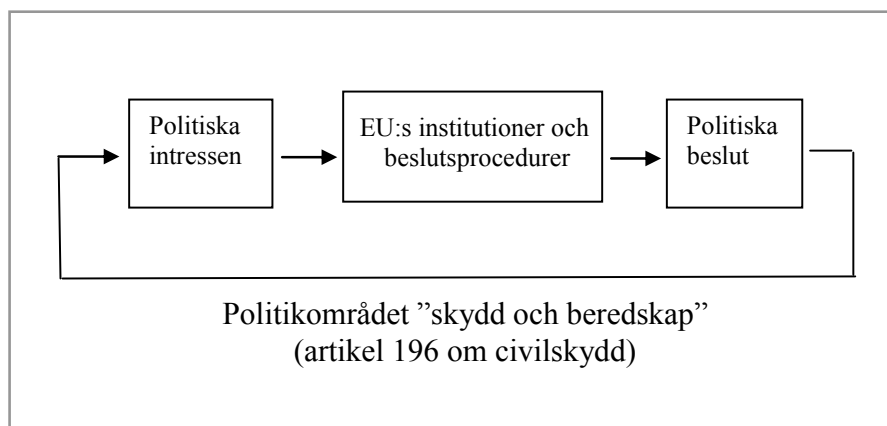 Politiska
intressen
EU:s institutioner och
beslutsprocedurer
Politiska
beslut
Politikområdet ”skydd och beredskap”
(artikel 196 om civilskydd)